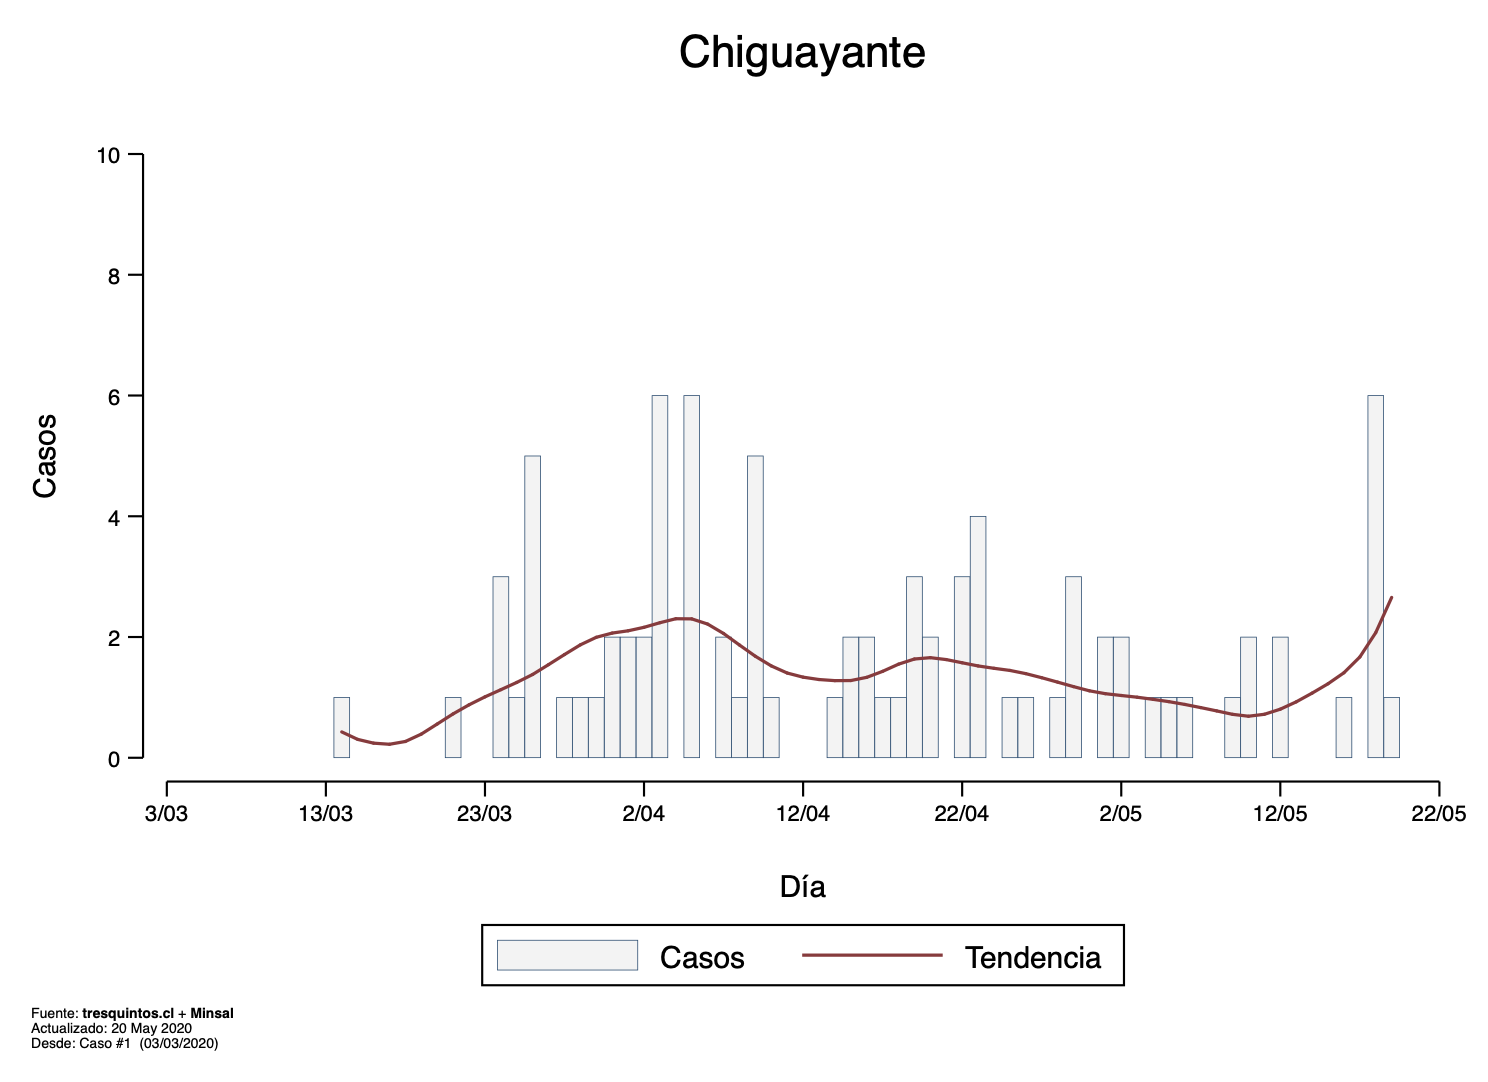 Chiguayante
10
8
6
4
2
0
Casos
3/03 13/03 23/03 2/04 12/04 22/04 2/05 12/05 22/05
Día
Casos Tendencia
Fuente: tresquintos.cl + Minsal
Actualizado: 20 May 2020
Desde: Caso #1 (03/03/2020)